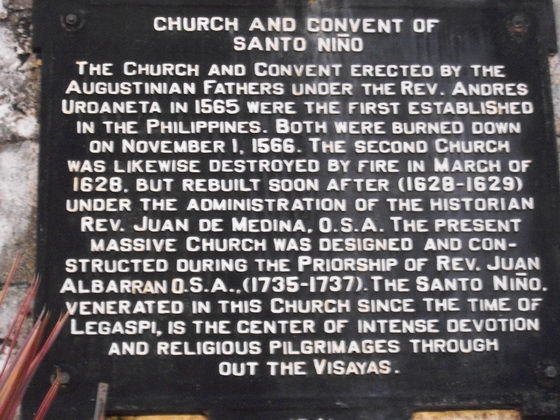 CHURCH AND CONVENT OF
SANTO NIÑO
THE CHURCH AND CONVENT ERECTED BY THE
AUGUSTINIAN FATHERS UNDER THE REV. ANDRES
URDANETA IN 1565 WERE THE FIRST ESTABLISHED
IN THE PHILIPPINES. BOTH WERE BURNED DOWN
ON NOVEMBER 1, 1566. THE SECOND CHURCH
WAS LIKEWISE DESTROYED BY FIRE IN MARCH OF
1628, BUT REBUILT SOON AFTER (1628-1629)
UNDER THE ADMINISTRATION OF THE HISTORIAN
REV. JUAN DE MEDINA, O.S.A. THE PRESENT
MASSIVE CHURCH WAS DESIGNED AND CON-
STRUCTED DURING THE PRIORSHIP OF REV. JUAN
ALBARRAN O.S.A., (1735-1737). THE SANTO NIÑO.
VENERATED IN THIS CHURCH SINCE THE TIME OF
LEGASPI, IS THE CENTER OF INTENSE DEVOTION
AND RELIGIOUS PILGRIMAGES THROUGH
OUT THE VISAYAS.